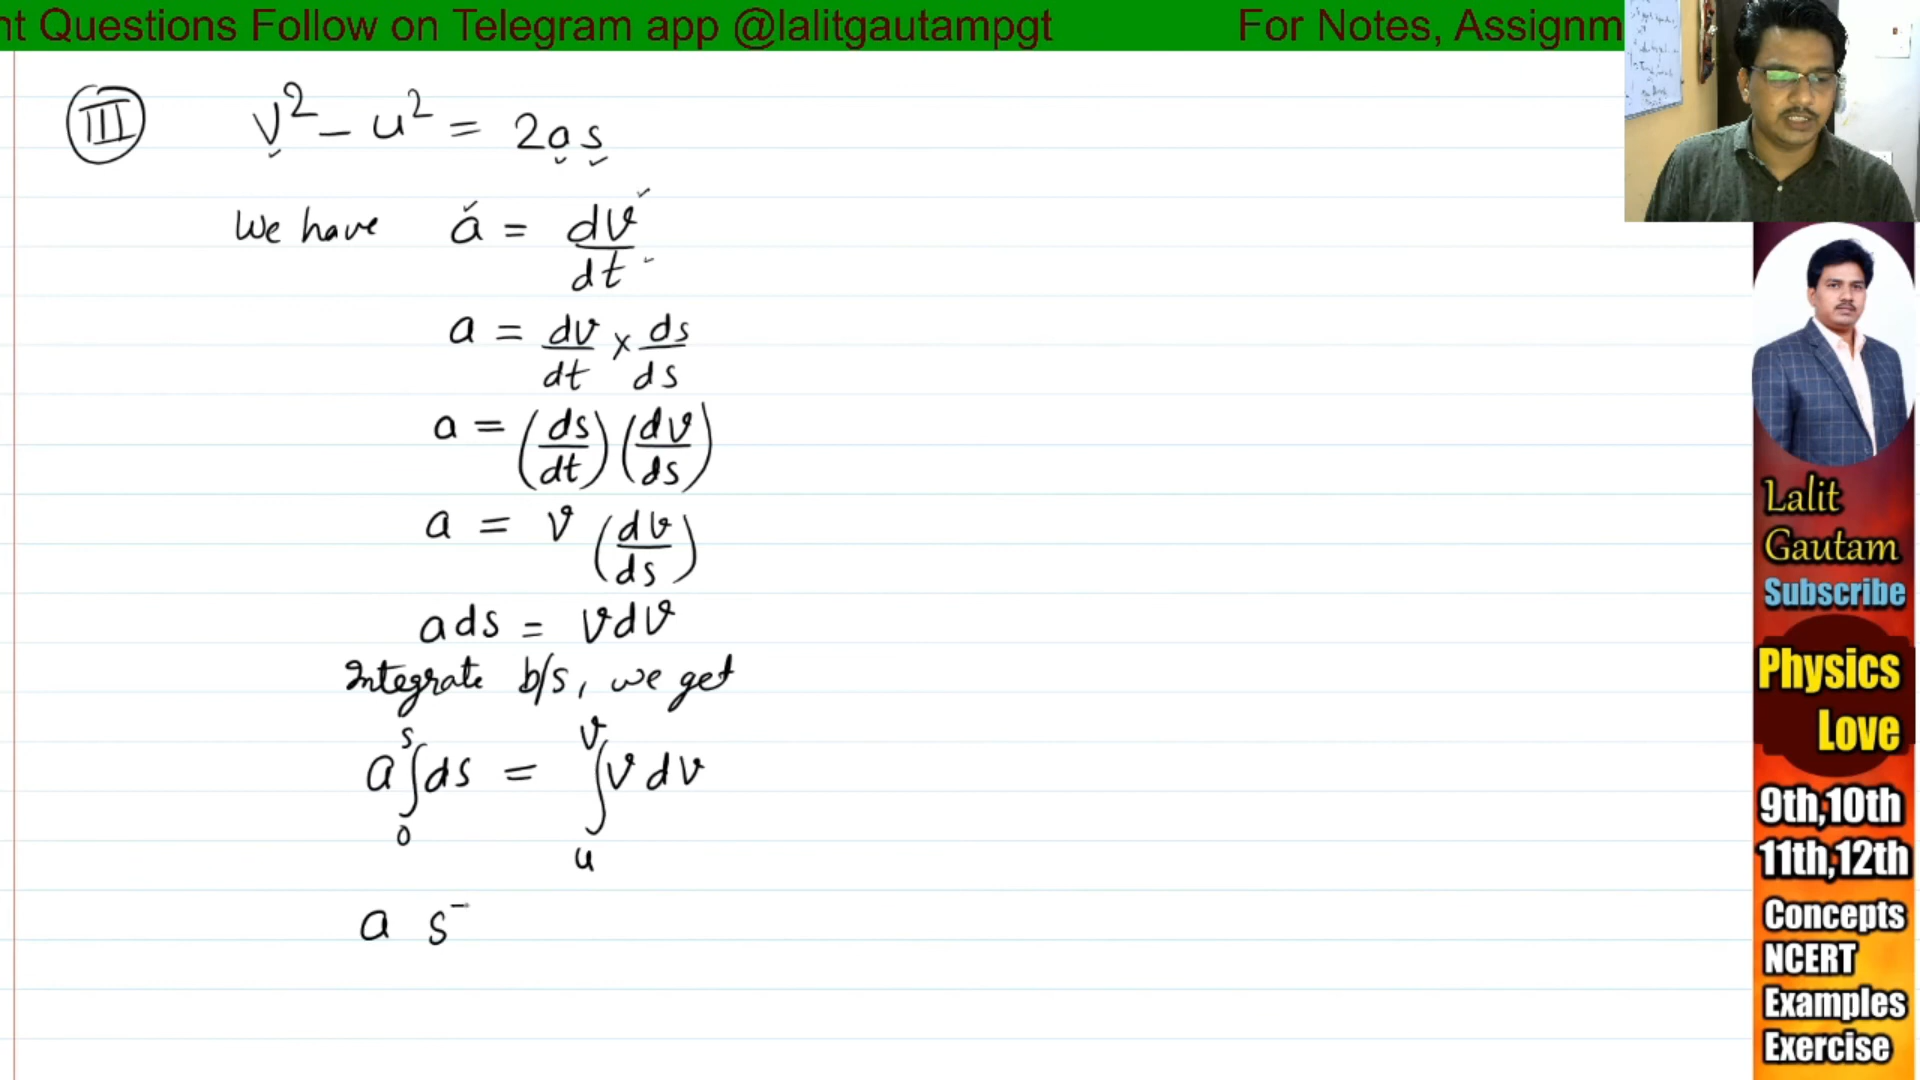 nt Questions Follow on Telegram app @lalitgautampgt For Notes, Assignm
III v² - u² = 2as
We have a = dv/dt
a = dv/dt × ds/ds
a = (ds/dt)(dv/ds)
a = v (dv/ds)
a ds = v dv
Integrate b/s, we get
a ∫₀ˢ ds = ∫ᵤᵛ v dv
a s
Lalit
Gautam
Subscribe
Physics
Love
9th,10th
11th,12th
Concepts
NCERT
Examples
Exercise